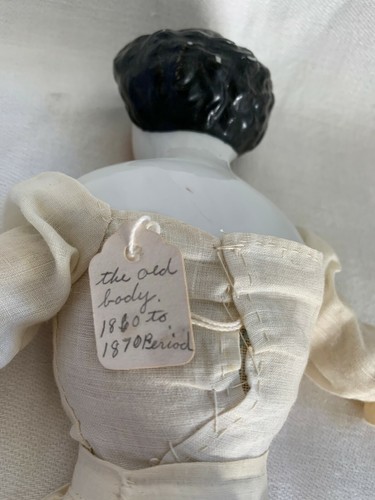 the old
body.
1860 to
1870 Period